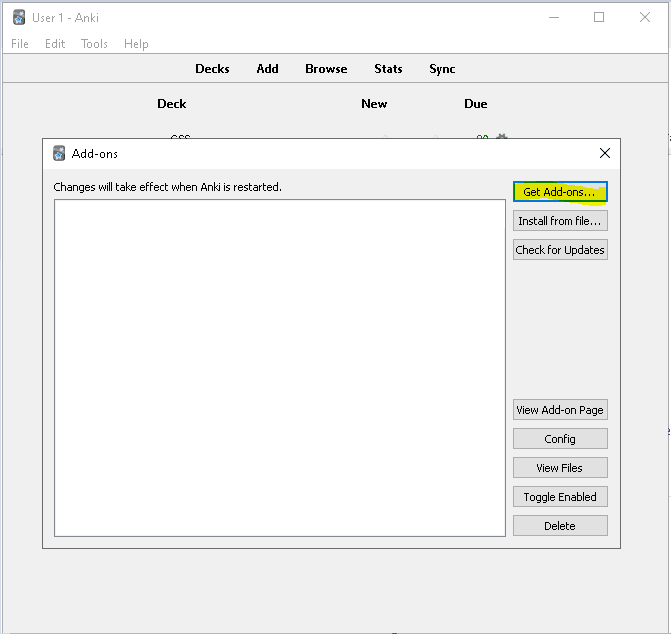 User 1 - Anki
File Edit Tools Help
Decks Add Browse Stats Sync
Deck New Due
Add-ons
Changes will take effect when Anki is restarted.
Get Add-ons...
Install from file...
Check for Updates
View Add-on Page
Config
View Files
Toggle Enabled
Delete